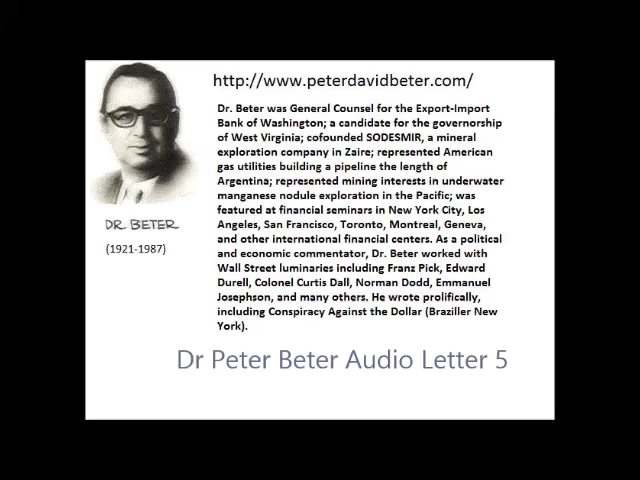 http://www.peterdavidbeter.com/
Dr. Beter was General Counsel for the Export-Import
Bank of Washington; a candidate for the governorship
of West Virginia; cofounded SODESMIR, a mineral
exploration company in Zaire; represented American
gas utilities building a pipeline the length of
Argentina; represented mining interests in underwater
manganese nodule exploration in the Pacific; was
featured at financial seminars in New York City, Los
Angeles, San Francisco, Toronto, Montreal, Geneva,
and other international financial centers. As a political
and economic commentator, Dr. Beter worked with
Wall Street luminaries including Franz Pick, Edward
Durell, Colonel Curtis Dall, Norman Dodd, Emmanuel
Josephson, and many others. He wrote prolifically,
including Conspiracy Against the Dollar (Braziller New
York).
DR. BETER
(1921-1987)
Dr Peter Beter Audio Letter 5